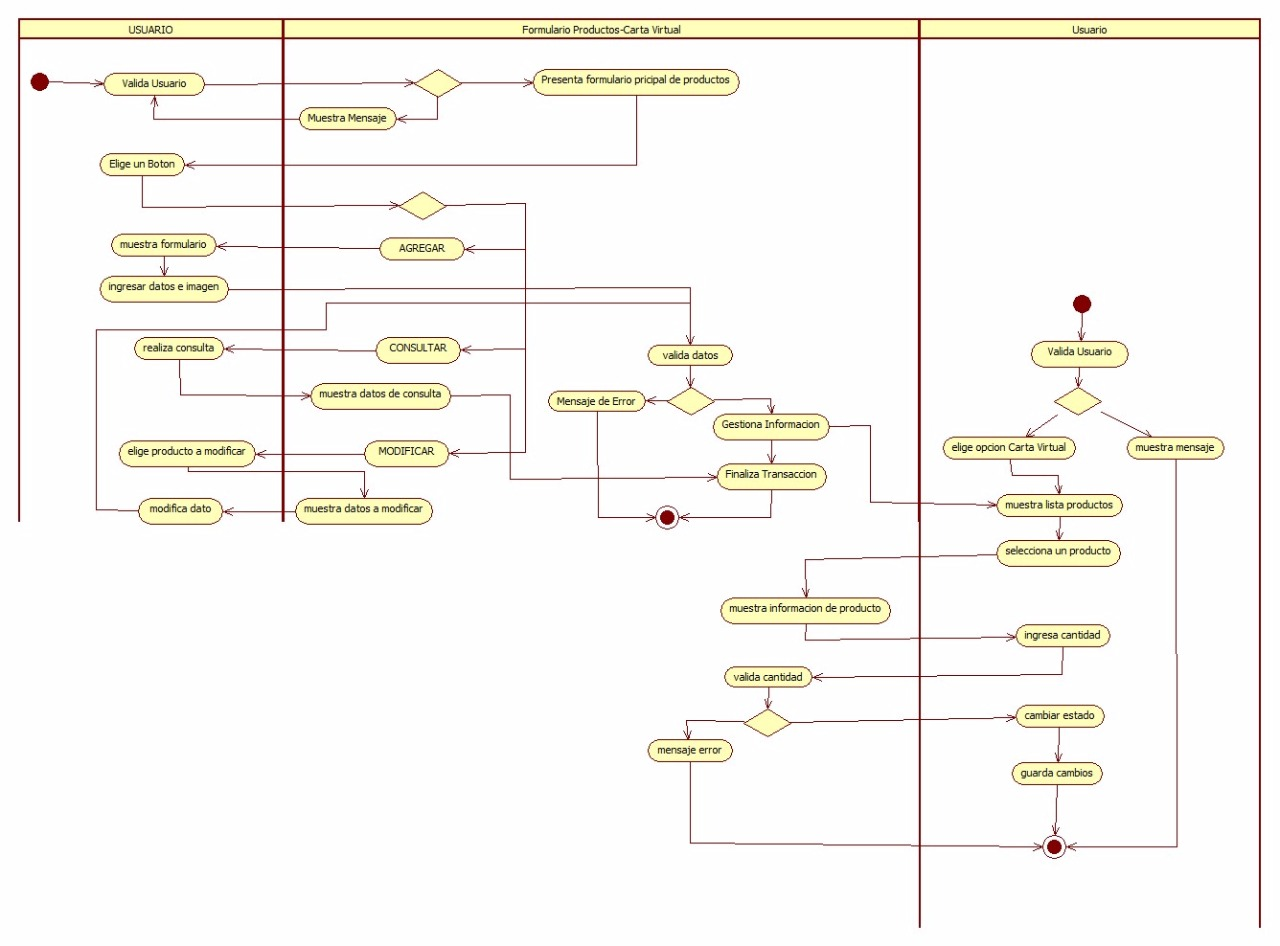 USUARIO
Formulario Productos-Carta Virtual
Usuario
Valida Usuario
Presenta formulario pricipal de productos
Muestra Mensaje
Elige un Boton
muestra formulario
AGREGAR
ingresar datos e imagen
realiza consulta
CONSULTAR
valida datos
Valida Usuario
muestra datos de consulta
Mensaje de Error
Gestiona Informacion
elige producto a modificar
MODIFICAR
elige opcion Carta Virtual
muestra mensaje
Finaliza Transaccion
modifica dato
muestra datos a modificar
muestra lista productos
selecciona un producto
muestra informacion de producto
ingresa cantidad
valida cantidad
cambiar estado
mensaje error
guarda cambios